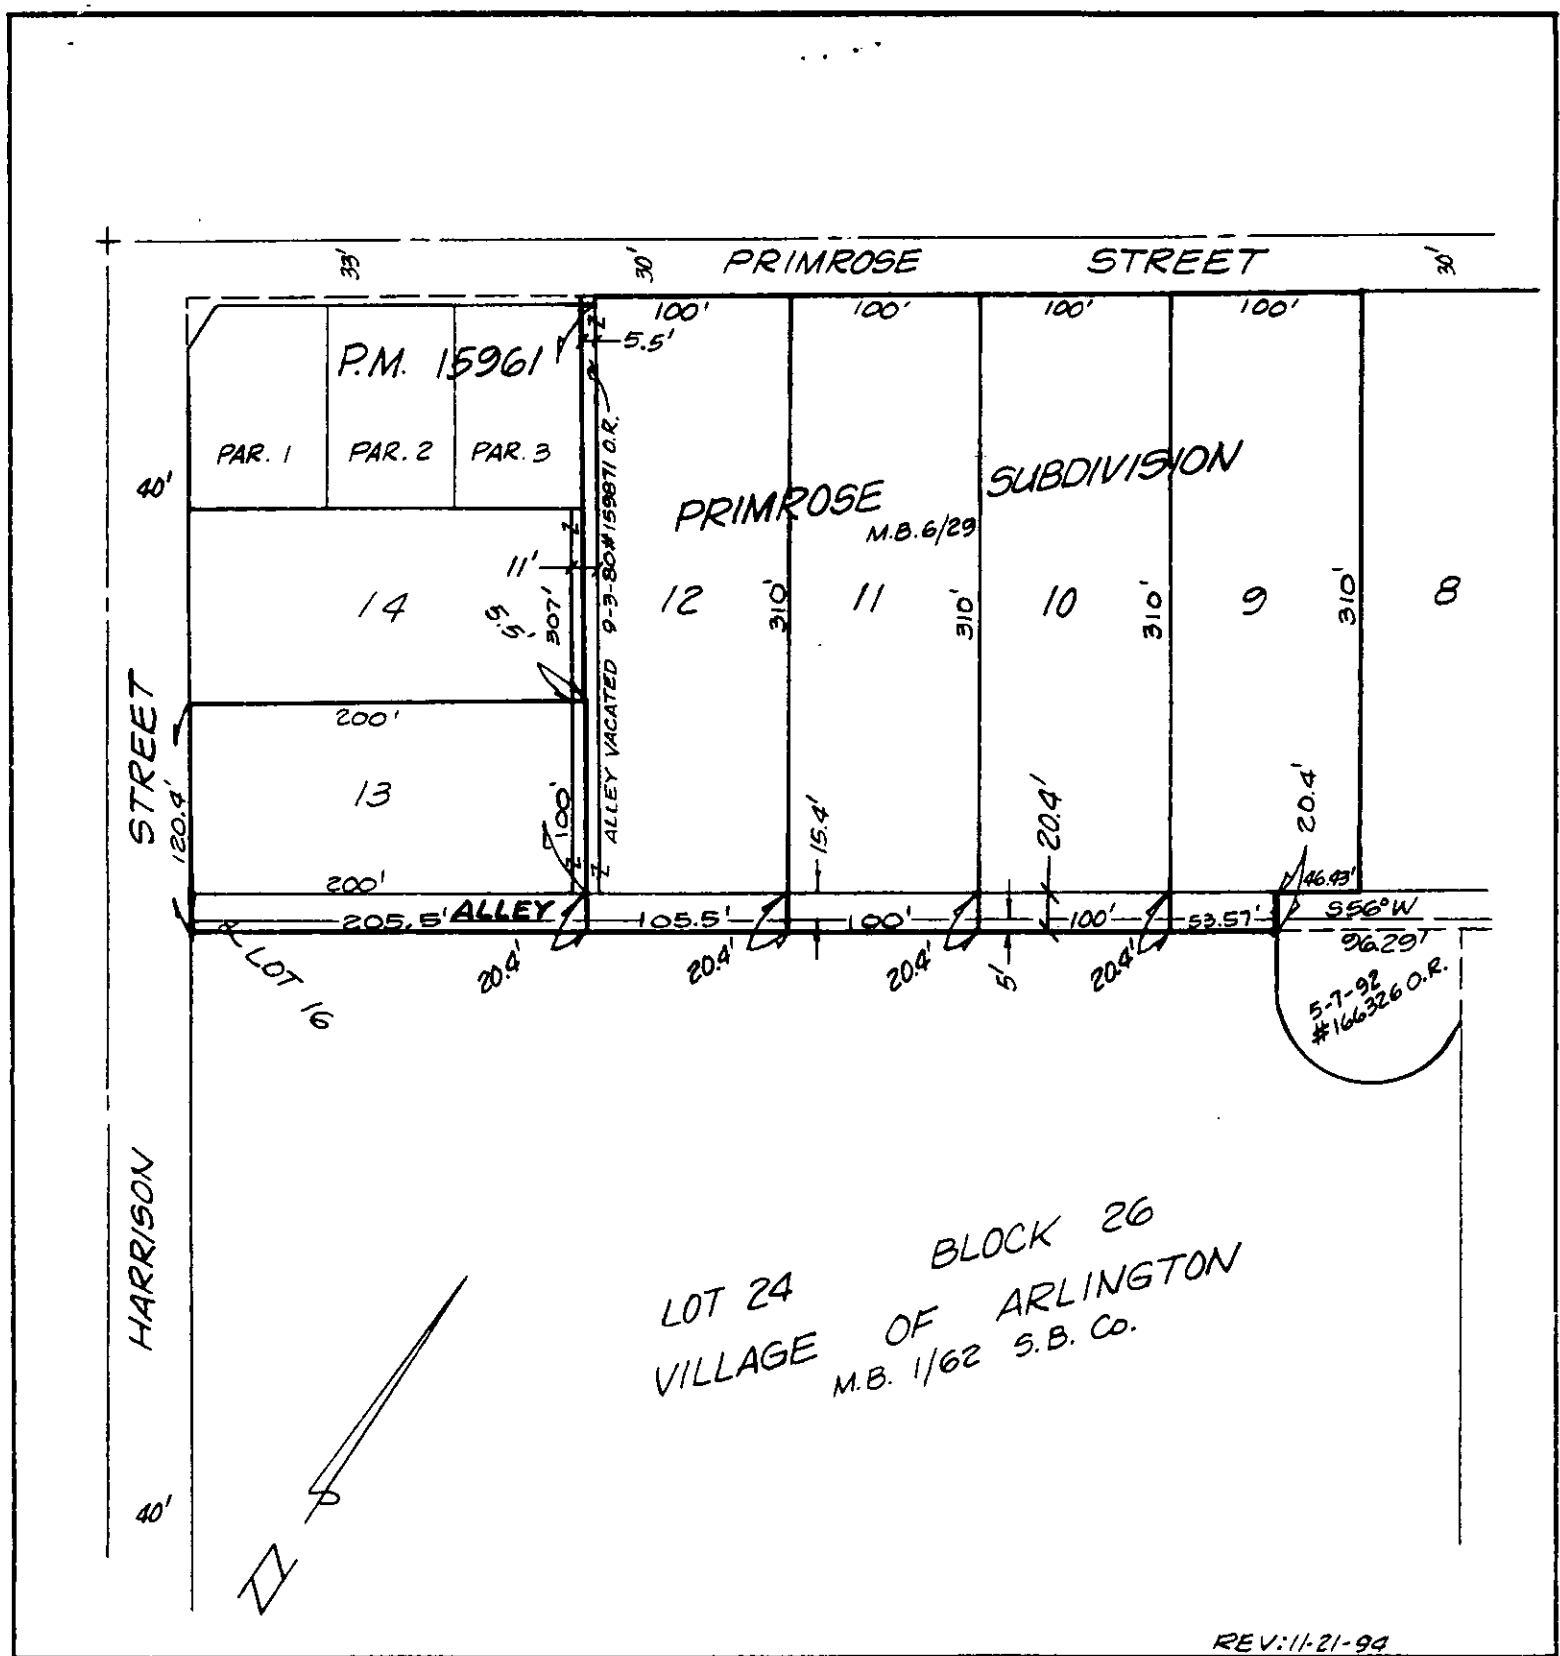 PRIMROSE STREET
33'
30'
30'
100'
100'
100'
100'
5.5'
P.M. 15961
PAR. 1
PAR. 2
PAR. 3
40'
ALLEY VACATED 9-3-80 #159871 O.R.
PRIMROSE SUBDIVISION
M.B. 6/29
11'
5.5'
307'
14
12
310'
11
310'
10
310'
9
310'
8
STREET
200'
120.4'
13
100'
15.4'
20.4'
20.4'
200'
46.43'
205.5'
ALLEY
105.5'
100'
100'
53.57'
S56°W
96.29'
LOT 16
20.4'
20.4'
20.4'
5'
20.4'
5-7-92
#166326 O.R.
HARRISON
LOT 24 BLOCK 26
VILLAGE OF ARLINGTON
M.B. 1/62 S.B. Co.
40'
N
REV: 11-21-94